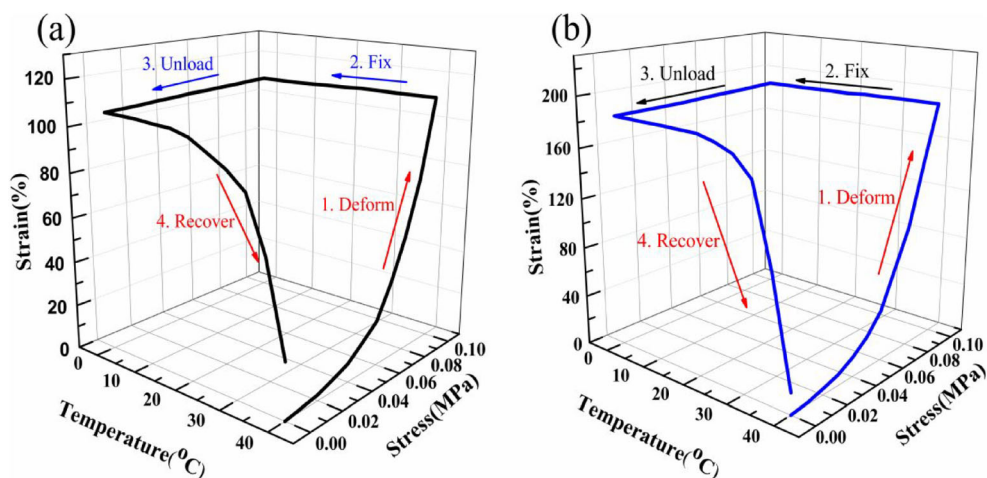 (a)
3. Unload
2. Fix
1. Deform
4. Recover
120
100
80
60
40
20
0
Strain(%)
0
10
20
30
40
Temperature(°C)
0.00
0.02
0.04
0.06
0.08
0.10
Stress(MPa)
(b)
3. Unload
2. Fix
1. Deform
4. Recover
200
160
120
80
40
0
Strain(%)
0
10
20
30
40
Temperature(°C)
0.00
0.02
0.04
0.06
0.08
0.10
Stress(MPa)